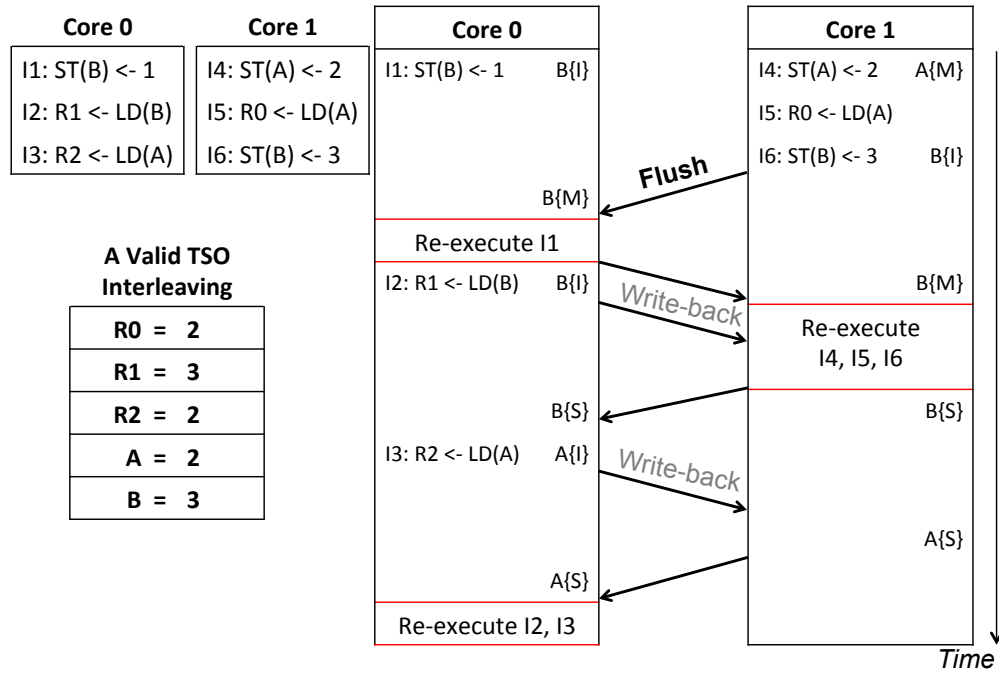 Core 0
I1: ST(B) <- 1
I2: R1 <- LD(B)
I3: R2 <- LD(A)
Core 1
I4: ST(A) <- 2
I5: R0 <- LD(A)
I6: ST(B) <- 3
A Valid TSO
Interleaving
R0 = 2
R1 = 3
R2 = 2
A = 2
B = 3
Core 0
I1: ST(B) <- 1 B{I}
B{M}
Re-execute I1
I2: R1 <- LD(B) B{I}
B{S}
I3: R2 <- LD(A) A{I}
A{S}
Re-execute I2, I3
Flush
Write-back
Write-back
Core 1
I4: ST(A) <- 2 A{M}
I5: R0 <- LD(A)
I6: ST(B) <- 3 B{I}
B{M}
Re-execute
I4, I5, I6
B{S}
A{S}
Time